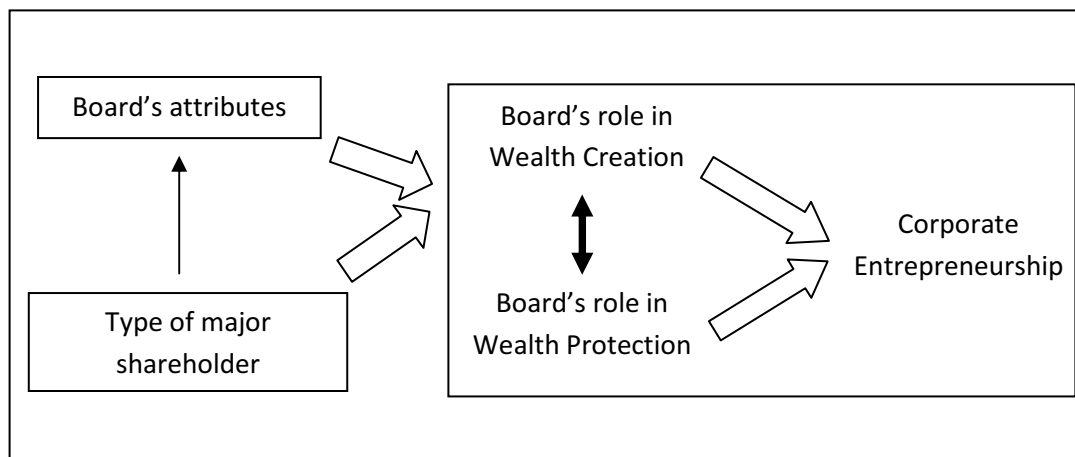 Board’s attributes
Type of major
shareholder
Board’s role in
Wealth Creation
Board’s role in
Wealth Protection
Corporate
Entrepreneurship